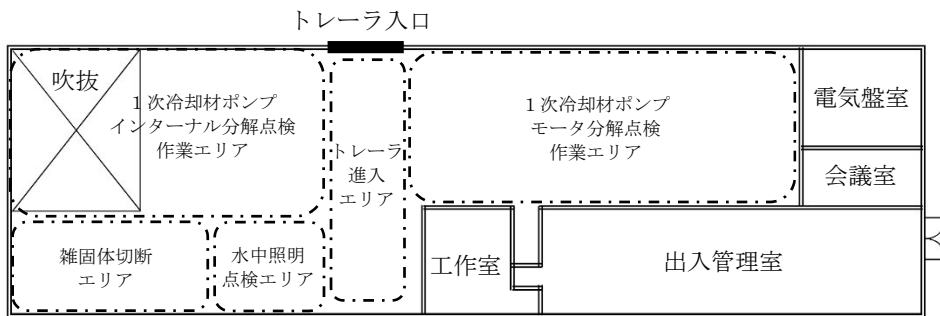 トレーラ入口
吹抜
1次冷却材ポンプ
インターナル分解点検
作業エリア
トレーラ
進入
エリア
1次冷却材ポンプ
モータ分解点検
作業エリア
電気盤室
会議室
雑固体切断
エリア
水中照明
点検エリア
工作室
出入管理室